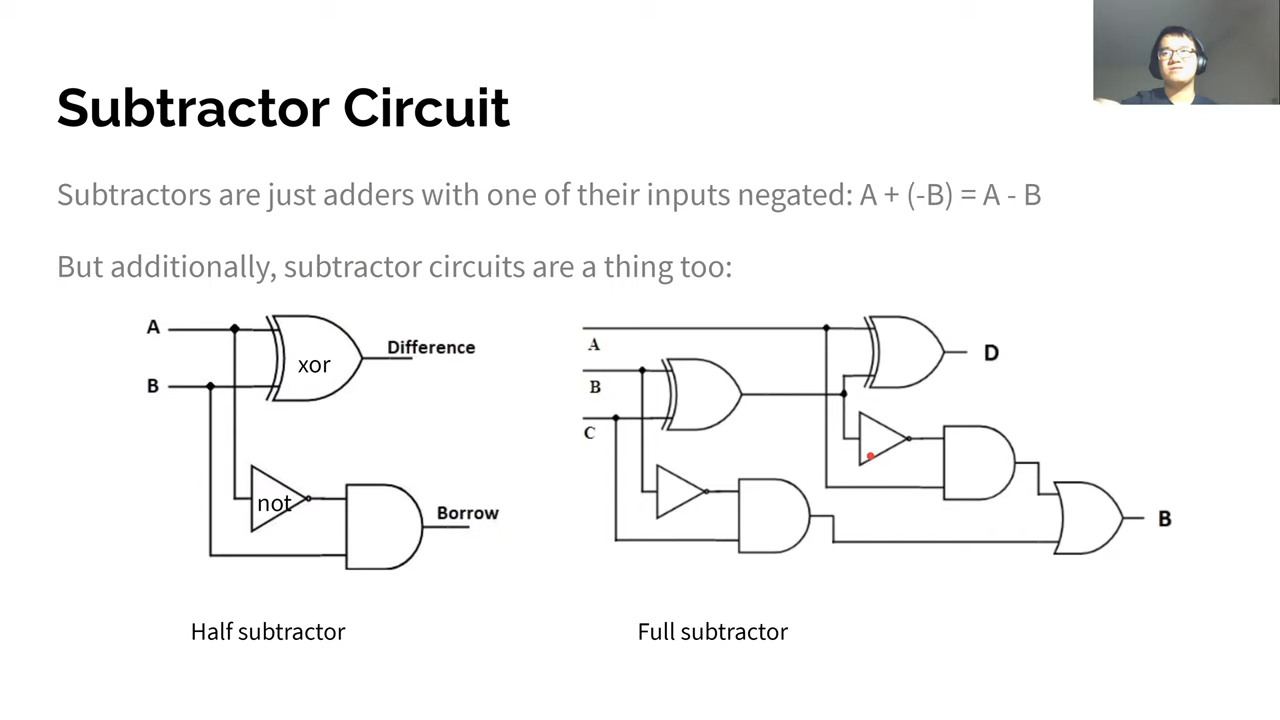 Subtractor Circuit
Subtractors are just adders with one of their inputs negated: A + (-B) = A - B
But additionally, subtractor circuits are a thing too:
A
B
xor
Difference
not
Borrow
Half subtractor
A
B
C
D
B
Full subtractor